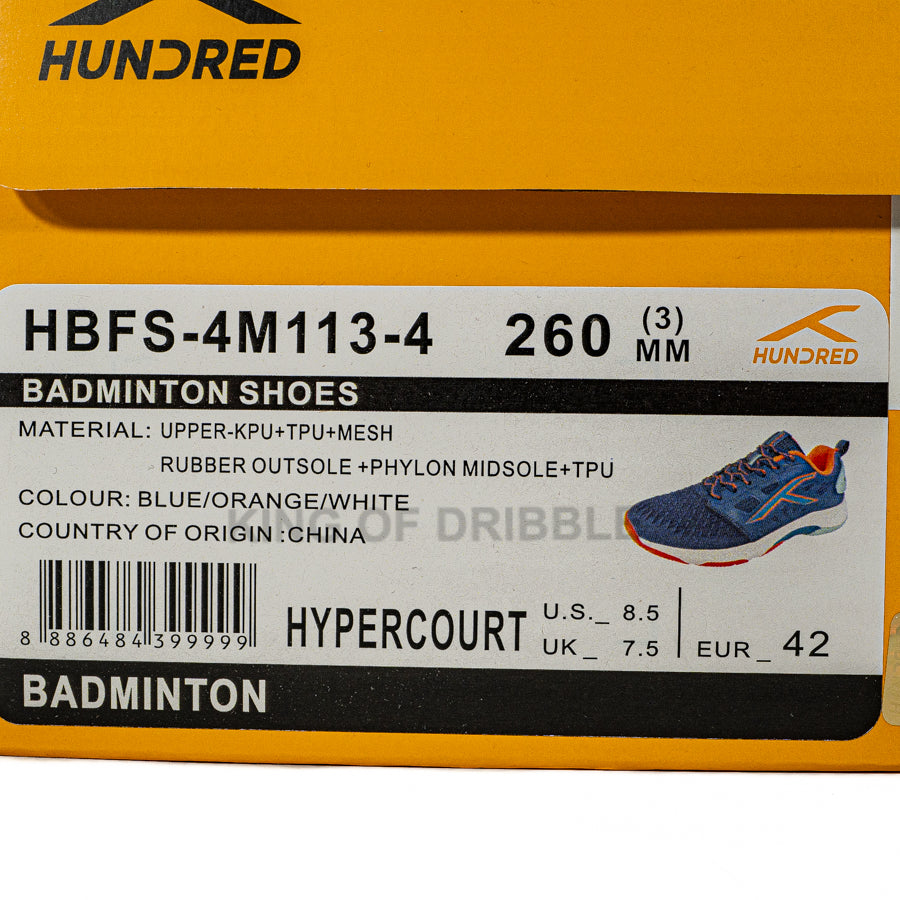 HUNDRED
HBFS-4M113-4 260 (3) MM
HUNDRED
BADMINTON SHOES
MATERIAL: UPPER-KPU+TPU+MESH
RUBBER OUTSOLE +PHYLON MIDSOLE+TPU
COLOUR: BLUE/ORANGE/WHITE
KING OF DRIBBLE
COUNTRY OF ORIGIN :CHINA
8 886484 399999
HYPERCOURT
U.S._ 8.5
UK_ 7.5
EUR_ 42
BADMINTON